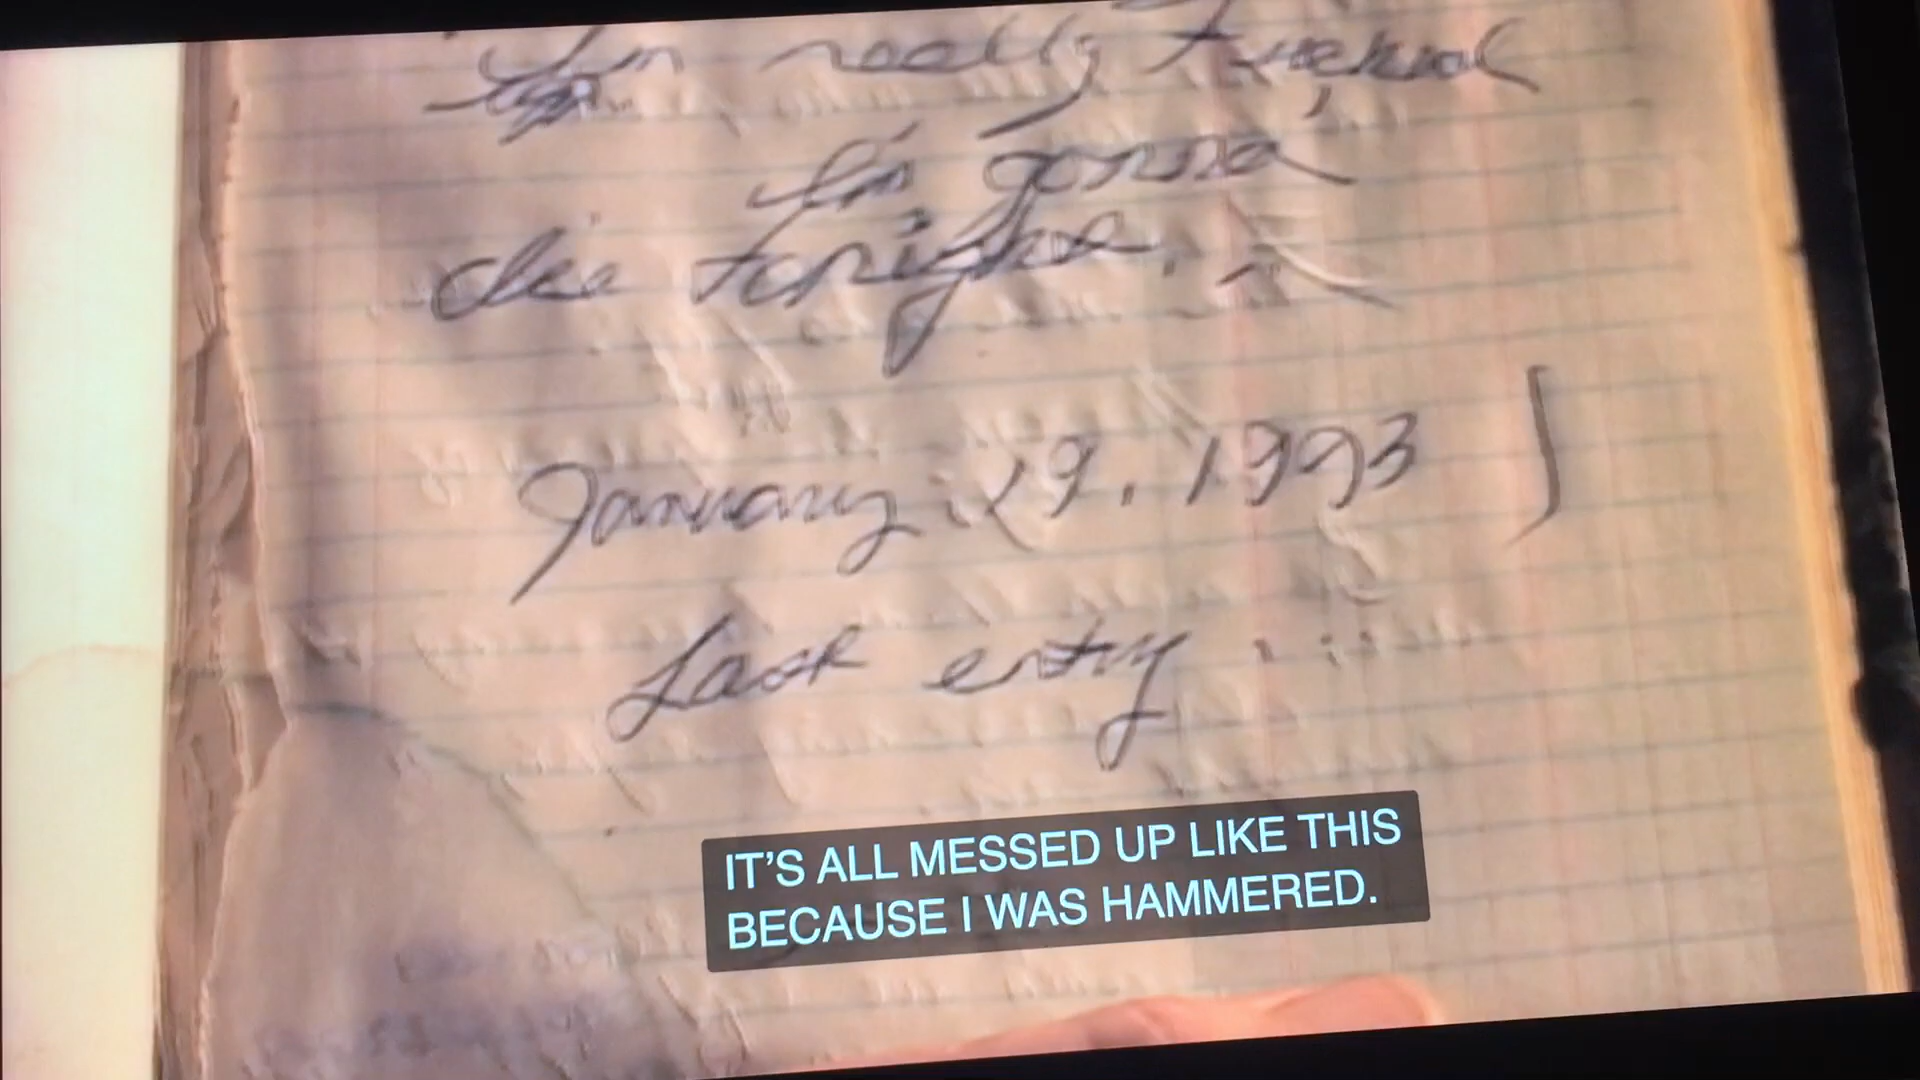 I'm really fucked
I'm gonna
die tonight.
January 29, 1993
Last entry
IT'S ALL MESSED UP LIKE THIS
BECAUSE I WAS HAMMERED.